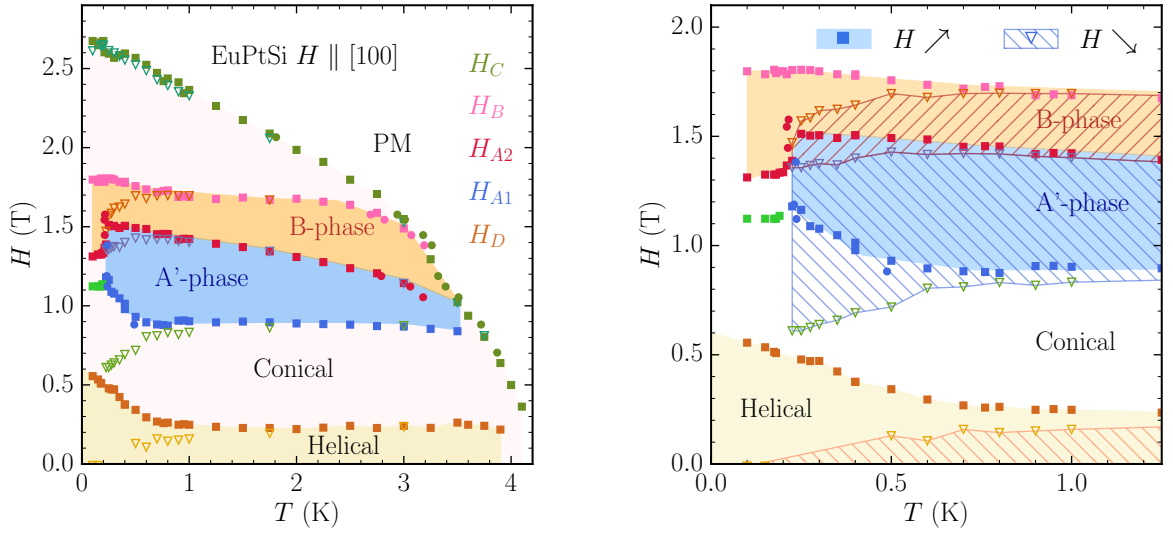 EuPtSi H ∥ [100]
H_C
H_B
H_A2
H_A1
H_D
PM
B-phase
A'-phase
Conical
Helical
0.0
0.5
1.0
1.5
2.0
2.5
H (T)
0
1
2
3
4
T (K)
H ↗
H ↘
B-phase
A'-phase
Conical
Helical
0.0
0.5
1.0
1.5
2.0
H (T)
0.0
0.5
1.0
T (K)